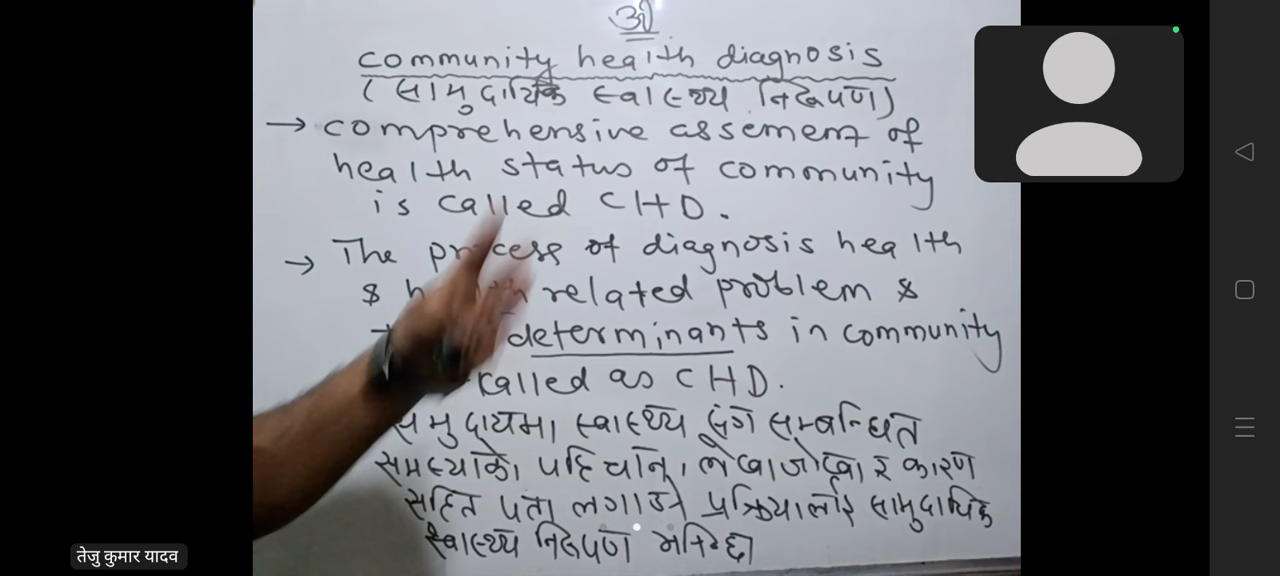 ॐ
community health diagnosis
(सामुदायिक स्वास्थ्य निरूपण)
→ comprehensive assement of
health status of community
is called CHD.
→ The process of diagnosis health
& related problem &
determinants in community
called as CHD.
समुदायमा स्वास्थ्य संग सम्बन्धित
समस्याको पहिचान, लेखाजोखा र कारण
सहित पत्ता लगाउने प्रक्रियालाई सामुदायिक
स्वास्थ्य निरूपण भनिन्छ
तेजु कुमार यादव